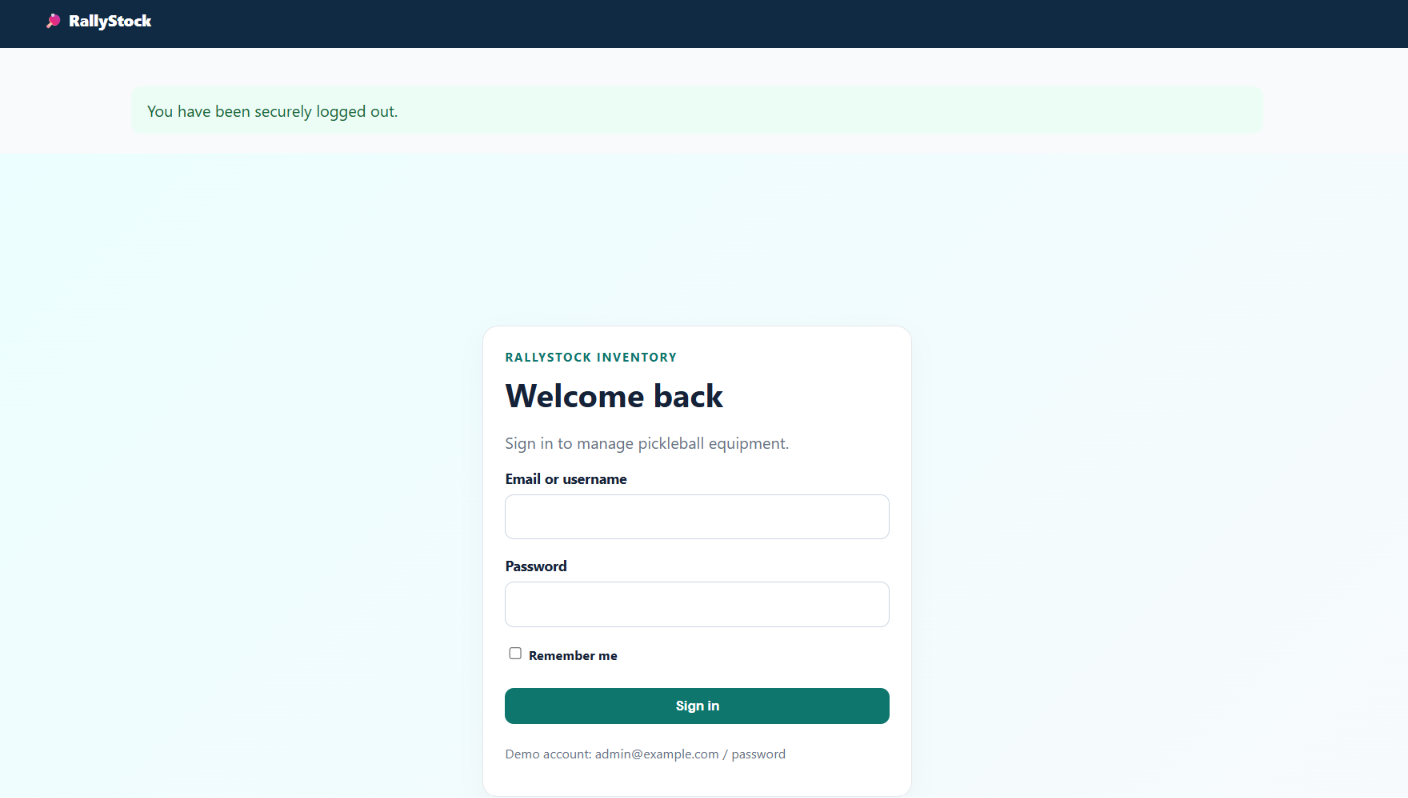 RallyStock
You have been securely logged out.
RALLYSTOCK INVENTORY
Welcome back
Sign in to manage pickleball equipment.
Email or username
Password
Remember me
Sign in
Demo account: admin@example.com / password